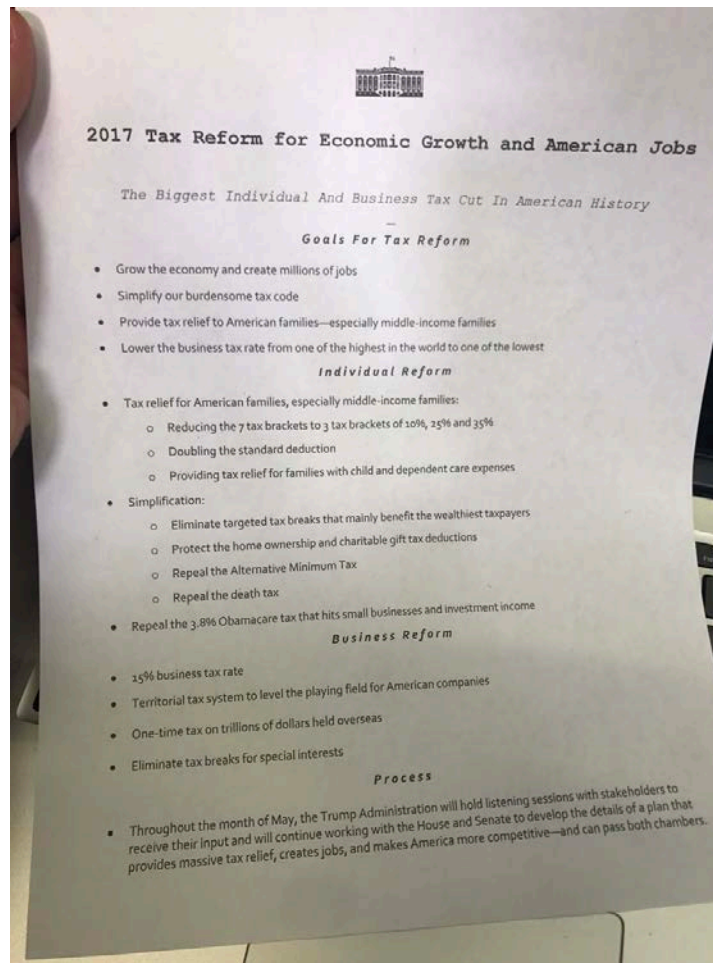 2017 Tax Reform for Economic Growth and American Jobs
The Biggest Individual And Business Tax Cut In American History
—
Goals For Tax Reform
• Grow the economy and create millions of jobs
• Simplify our burdensome tax code
• Provide tax relief to American families—especially middle-income families
• Lower the business tax rate from one of the highest in the world to one of the lowest
Individual Reform
• Tax relief for American families, especially middle-income families:
o Reducing the 7 tax brackets to 3 tax brackets of 10%, 25% and 35%
o Doubling the standard deduction
o Providing tax relief for families with child and dependent care expenses
• Simplification:
o Eliminate targeted tax breaks that mainly benefit the wealthiest taxpayers
o Protect the home ownership and charitable gift tax deductions
o Repeal the Alternative Minimum Tax
o Repeal the death tax
• Repeal the 3.8% Obamacare tax that hits small businesses and investment income
Business Reform
• 15% business tax rate
• Territorial tax system to level the playing field for American companies
• One-time tax on trillions of dollars held overseas
• Eliminate tax breaks for special interests
Process
• Throughout the month of May, the Trump Administration will hold listening sessions with stakeholders to
receive their input and will continue working with the House and Senate to develop the details of a plan that
provides massive tax relief, creates jobs, and makes America more competitive—and can pass both chambers.